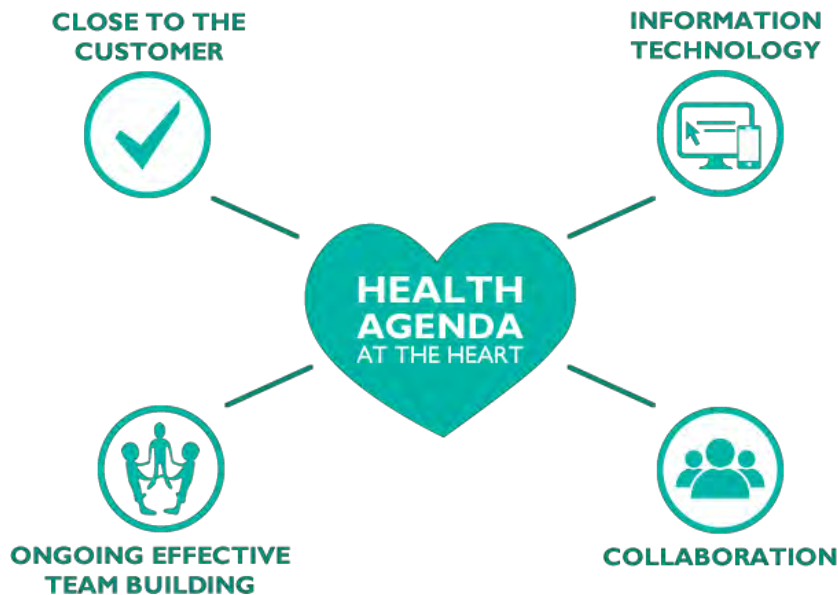 CLOSE TO THE
CUSTOMER
INFORMATION
TECHNOLOGY
HEALTH
AGENDA
AT THE HEART
ONGOING EFFECTIVE
TEAM BUILDING
COLLABORATION